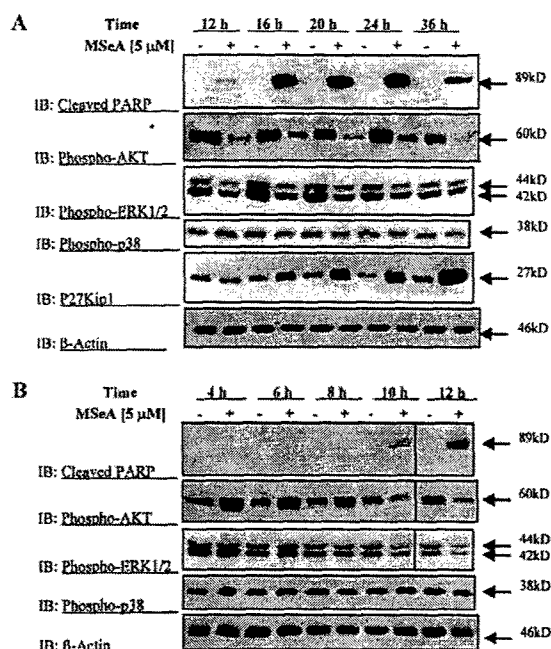 A
Time 12 h 16 h 20 h 24 h 36 h
MSeA [5 μM] - + - + - + - + - +
89kD
IB: Cleaved PARP
60kD
IB: Phospho-AKT
44kD
42kD
IB: Phospho-ERK1/2
38kD
IB: Phospho-p38
27kD
IB: P27Kip1
46kD
IB: β-Actin
B
Time 4 h 6 h 8 h 10 h 12 h
MSeA [5 μM] - + - + - + - + - +
89kD
IB: Cleaved PARP
60kD
IB: Phospho-AKT
44kD
42kD
IB: Phospho-ERK1/2
38kD
IB: Phospho-p38
46kD
IB: β-Actin